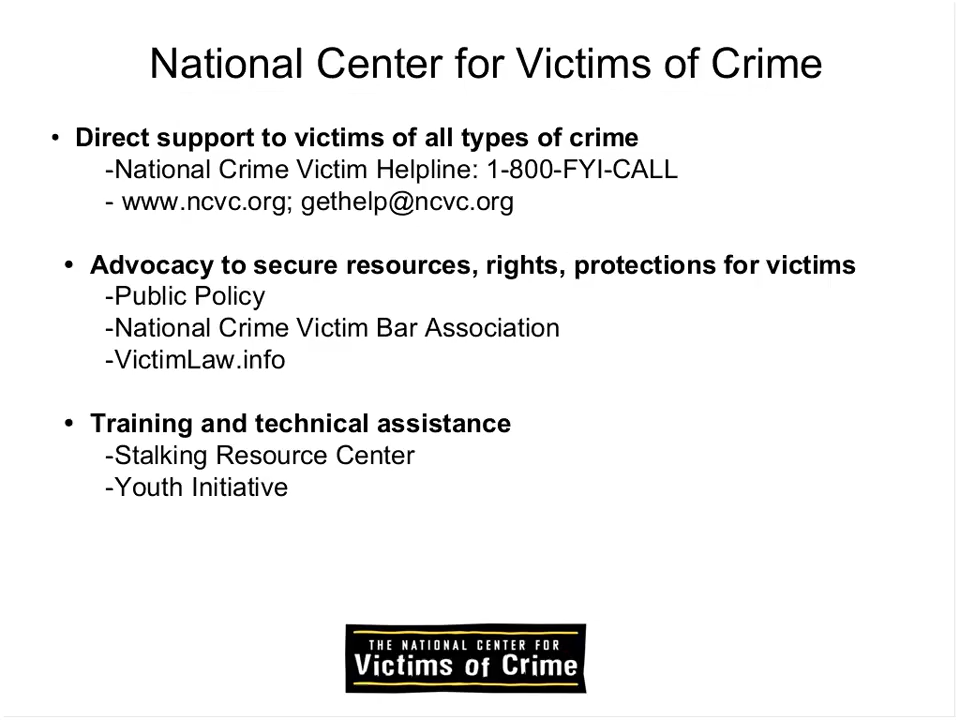 National Center for Victims of Crime
• Direct support to victims of all types of crime
-National Crime Victim Helpline: 1-800-FYI-CALL
- www.ncvc.org; gethelp@ncvc.org
• Advocacy to secure resources, rights, protections for victims
-Public Policy
-National Crime Victim Bar Association
-VictimLaw.info
• Training and technical assistance
-Stalking Resource Center
-Youth Initiative
THE NATIONAL CENTER FOR
Victims of Crime